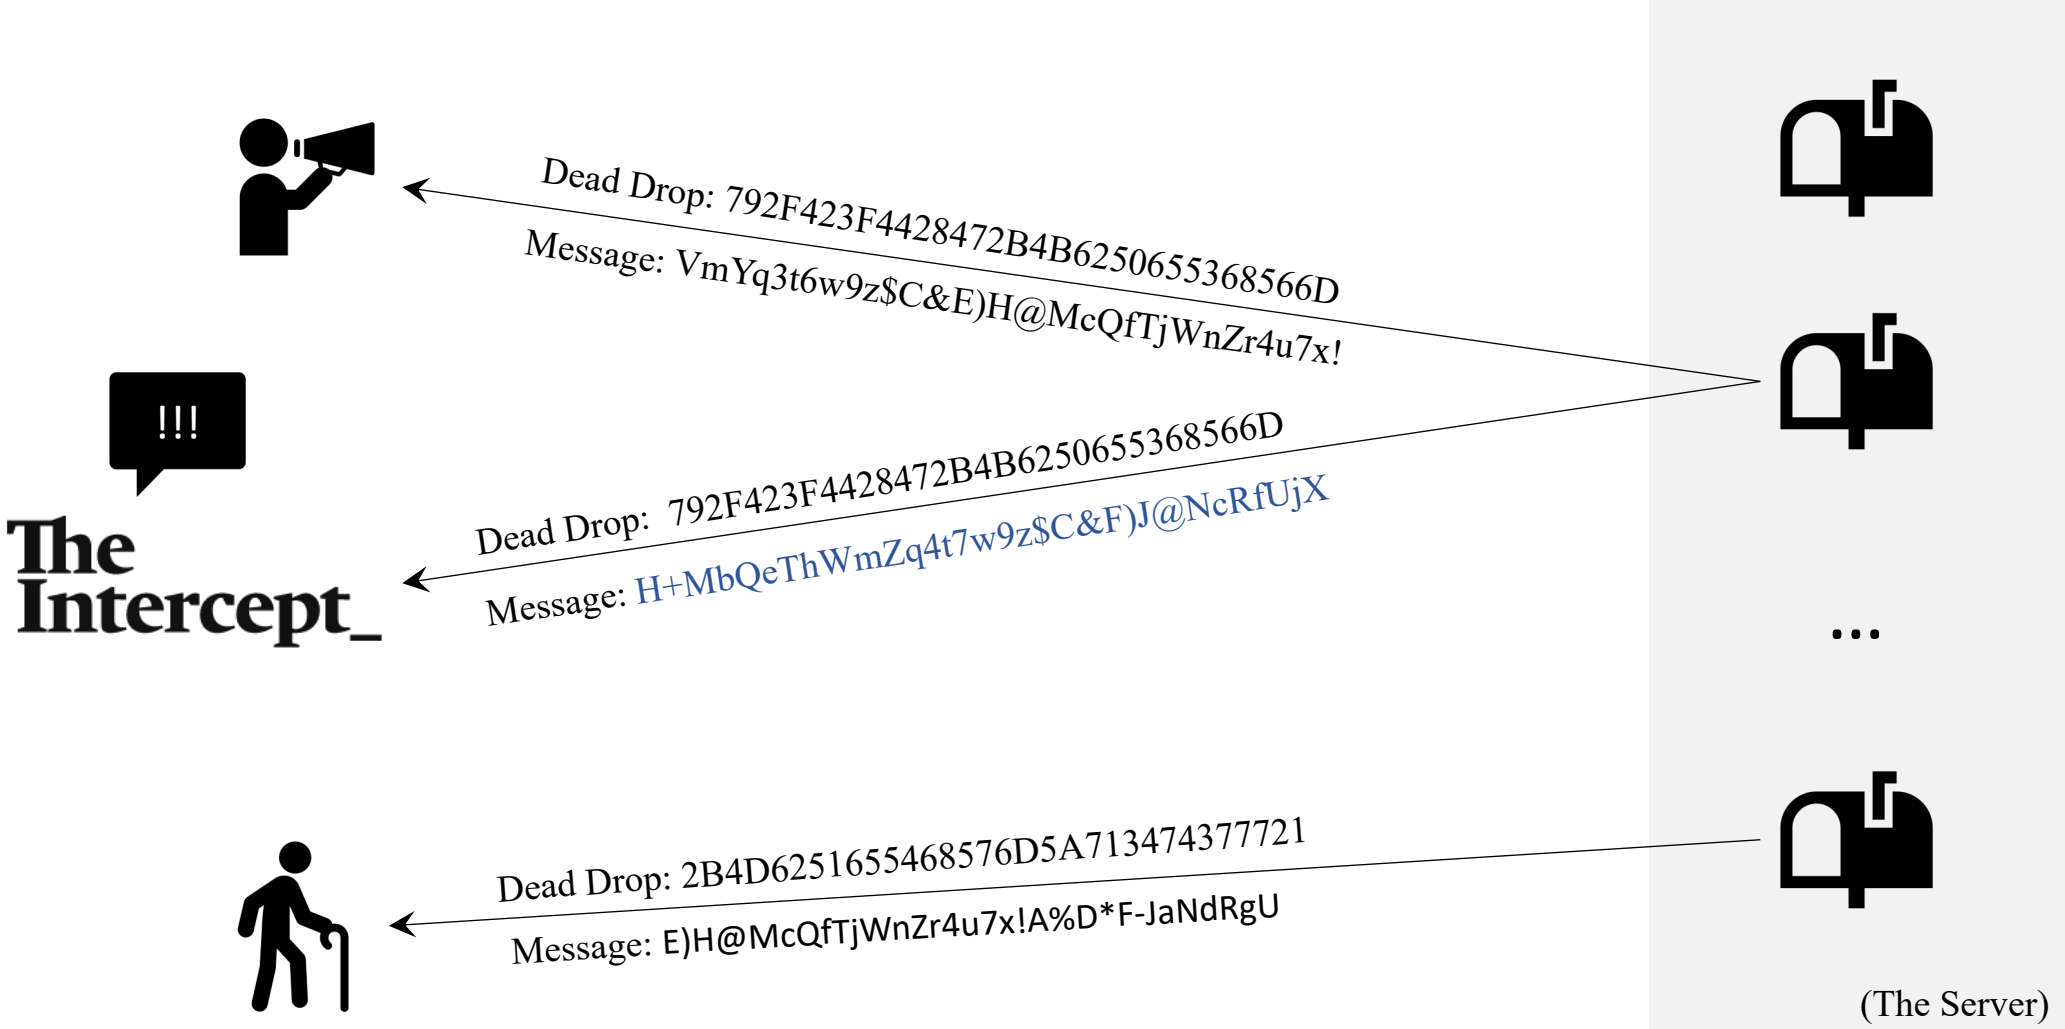 Dead Drop: 792F423F4428472B4B6250655368566D
Message: VmYq3t6w9z$C&E)H@McQfTjWnZr4u7x!
!!!
The
Intercept_
Dead Drop: 792F423F4428472B4B6250655368566D
Message: H+MbQeThWmZq4t7w9z$C&F)J@NcRfUjX
...
Dead Drop: 2B4D6251655468576D5A713474377721
Message: E)H@McQfTjWnZr4u7x!A%D*F-JaNdRgU
(The Server)